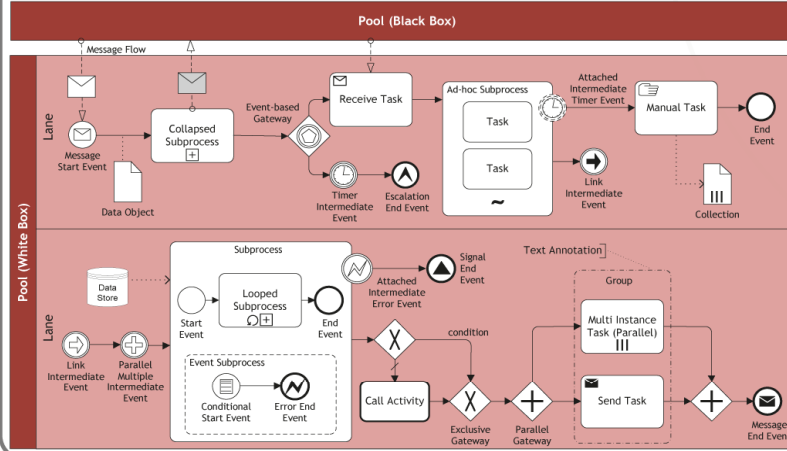 Pool (Black Box)
Message Flow
Pool (White Box)
Lane
Message
Start Event
Collapsed
Subprocess
Data Object
Event-based
Gateway
Receive Task
Timer
Intermediate
Event
Escalation
End Event
Ad-hoc Subprocess
Task
Task
~
Attached
Intermediate
Timer Event
Link
Intermediate
Event
Manual Task
Collection
End
Event
Lane
Data
Store
Link
Intermediate
Event
Parallel
Multiple
Intermediate
Event
Subprocess
Start
Event
Looped
Subprocess
End
Event
Event Subprocess
Conditional
Start Event
Error End
Event
Attached
Intermediate
Error Event
Signal
End
Event
condition
Call Activity
Exclusive
Gateway
Parallel
Gateway
Text Annotation
Group
Multi Instance
Task (Parallel)
Send Task
Message
End Event